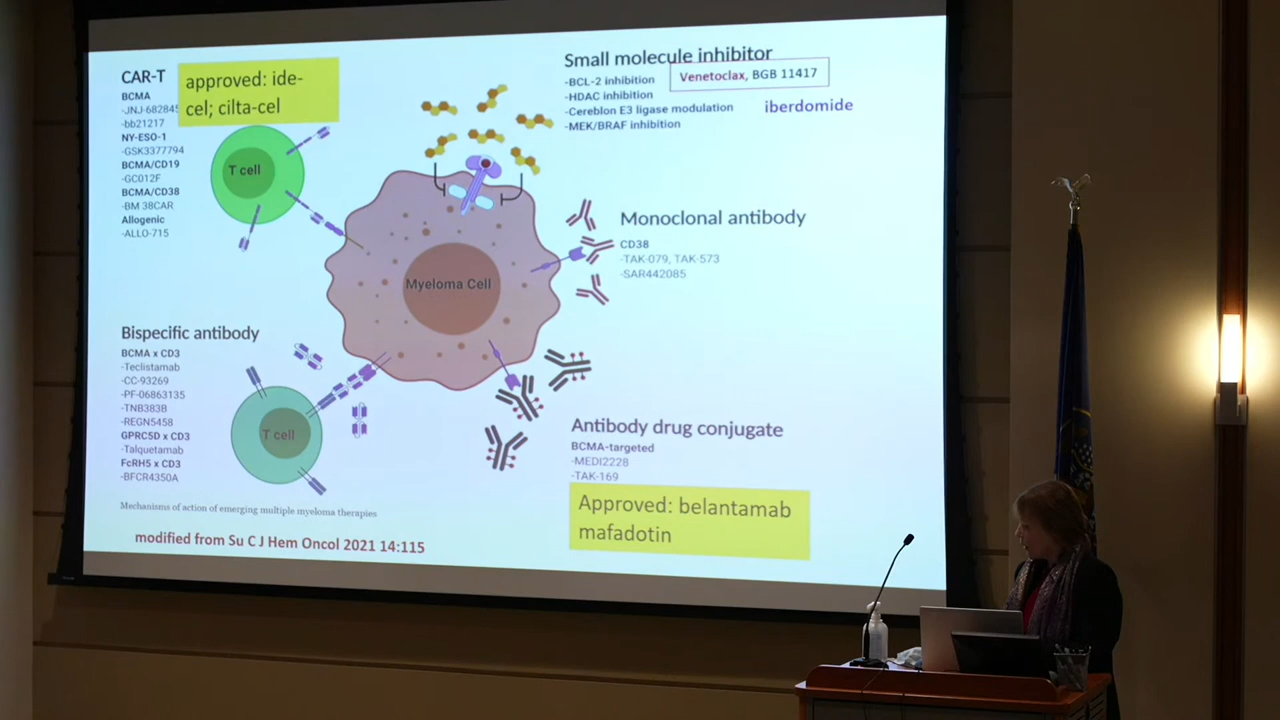 CAR-T
BCMA
-JNJ-682845
-bb21217
NY-ESO-1
-GSK3377794
BCMA/CD19
-GC012F
BCMA/CD38
-BM 38CAR
Allogenic
-ALLO-715
approved: ide-
cel; cilta-cel
T cell
Small molecule inhibitor
-BCL-2 inhibition
-HDAC inhibition
-Cereblon E3 ligase modulation
-MEK/BRAF inhibition
Venetoclax, BGB 11417
iberdomide
Myeloma Cell
Monoclonal antibody
CD38
-TAK-079, TAK-573
-SAR442085
Bispecific antibody
BCMA x CD3
-Teclistamab
-CC-93269
-PF-06863135
-TNB383B
-REGN5458
GPRC5D x CD3
-Talquetamab
FcRH5 x CD3
-BFCR4350A
T cell
Antibody drug conjugate
BCMA-targeted
-MEDI2228
-TAK-169
Approved: belantamab
mafadotin
Mechanisms of action of emerging multiple myeloma therapies
modified from Su C J Hem Oncol 2021 14:115